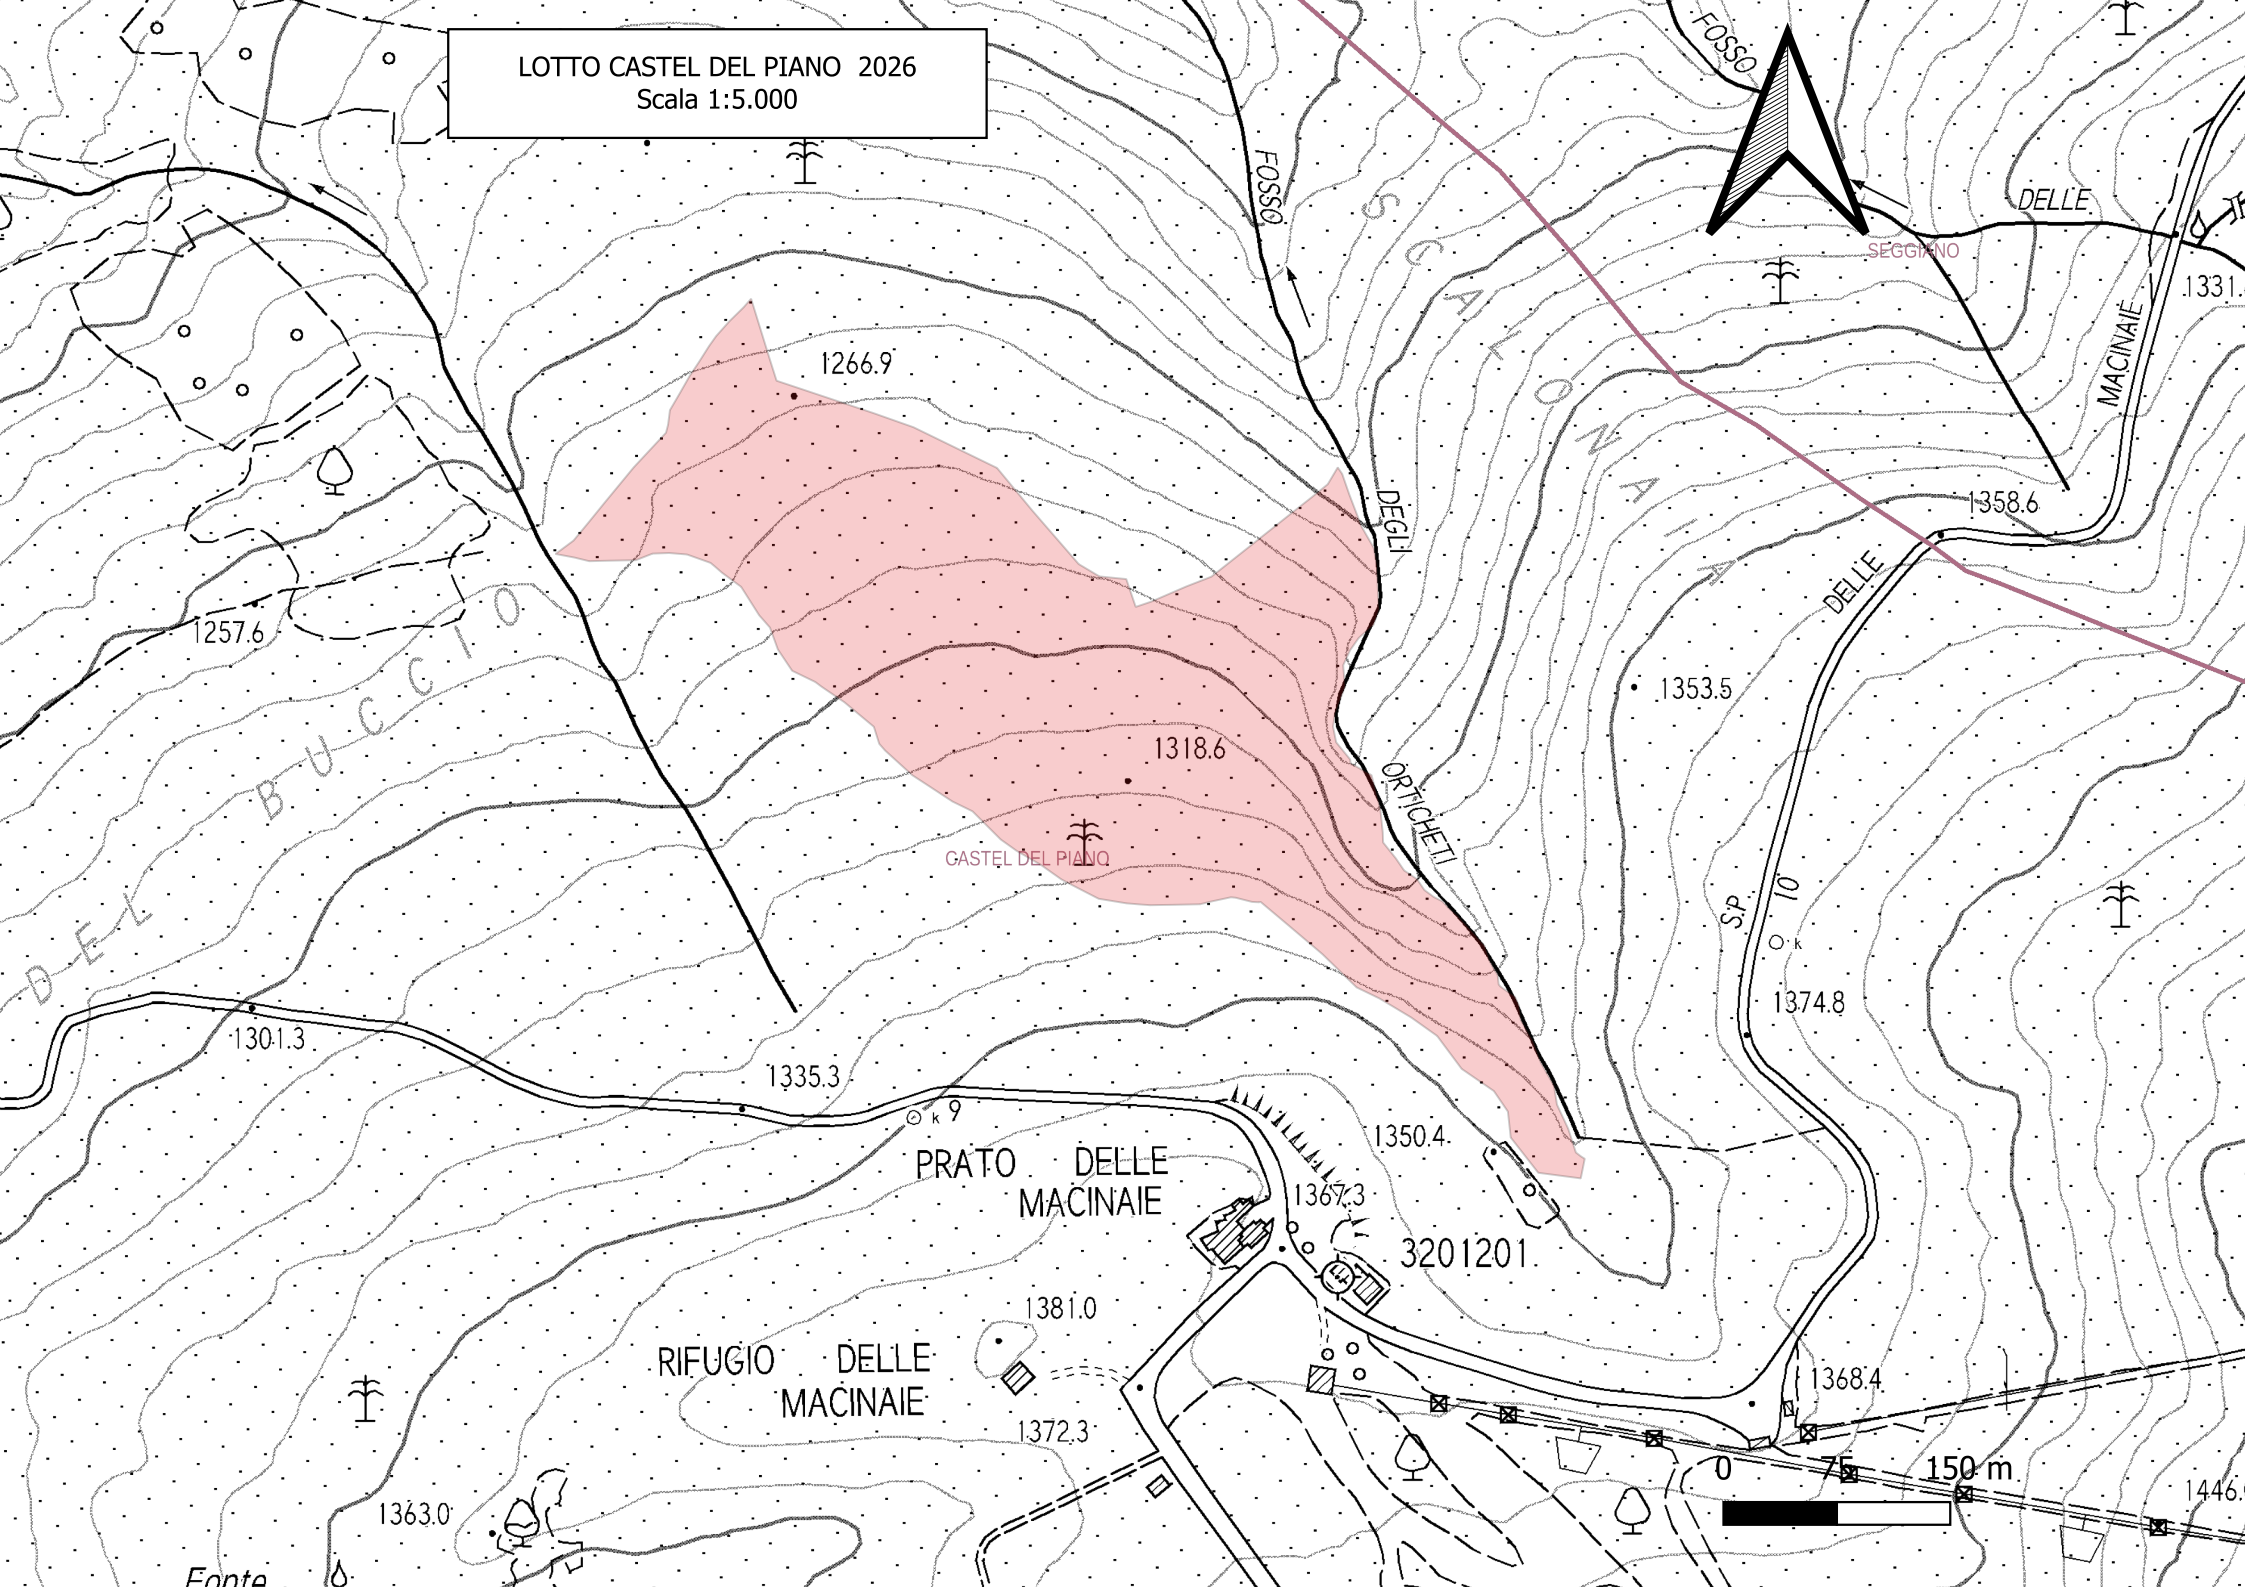 LOTTO CASTEL DEL PIANO 2026
Scala 1:5.000
FOSSO
FOSSO
DELLE
SEGGIANO
SCALONAIA
1331.
MACINAIE
1266.9
DEGLI
1358.6
DELLE
1257.6
DEL BUCCIO
1353.5
1318.6
ORTICHETI
CASTEL DEL PIANO
S.P. 10
k
1374.8
1301.3
1335.3
k 9
1350.4
PRATO DELLE
MACINAIE
1367.3
3201201
1381.0
RIFUGIO DELLE
MACINAIE
1368.4
1372.3
0 75 150 m
1446.
1363.0
Fonte